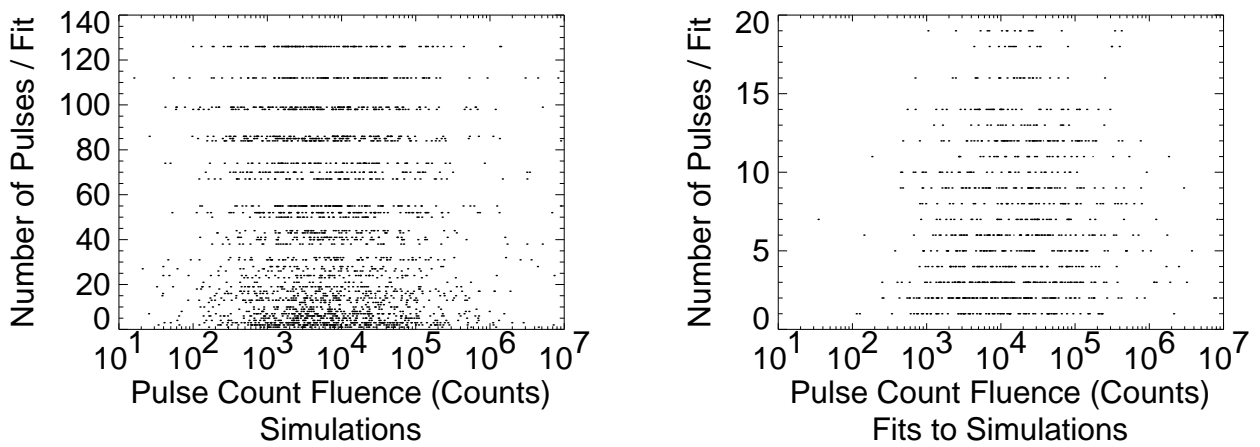 Number of Pulses / Fit
140
120
100
80
60
40
20
0
10^1 10^2 10^3 10^4 10^5 10^6 10^7
Pulse Count Fluence (Counts)
Simulations
Number of Pulses / Fit
20
15
10
5
0
10^1 10^2 10^3 10^4 10^5 10^6 10^7
Pulse Count Fluence (Counts)
Fits to Simulations